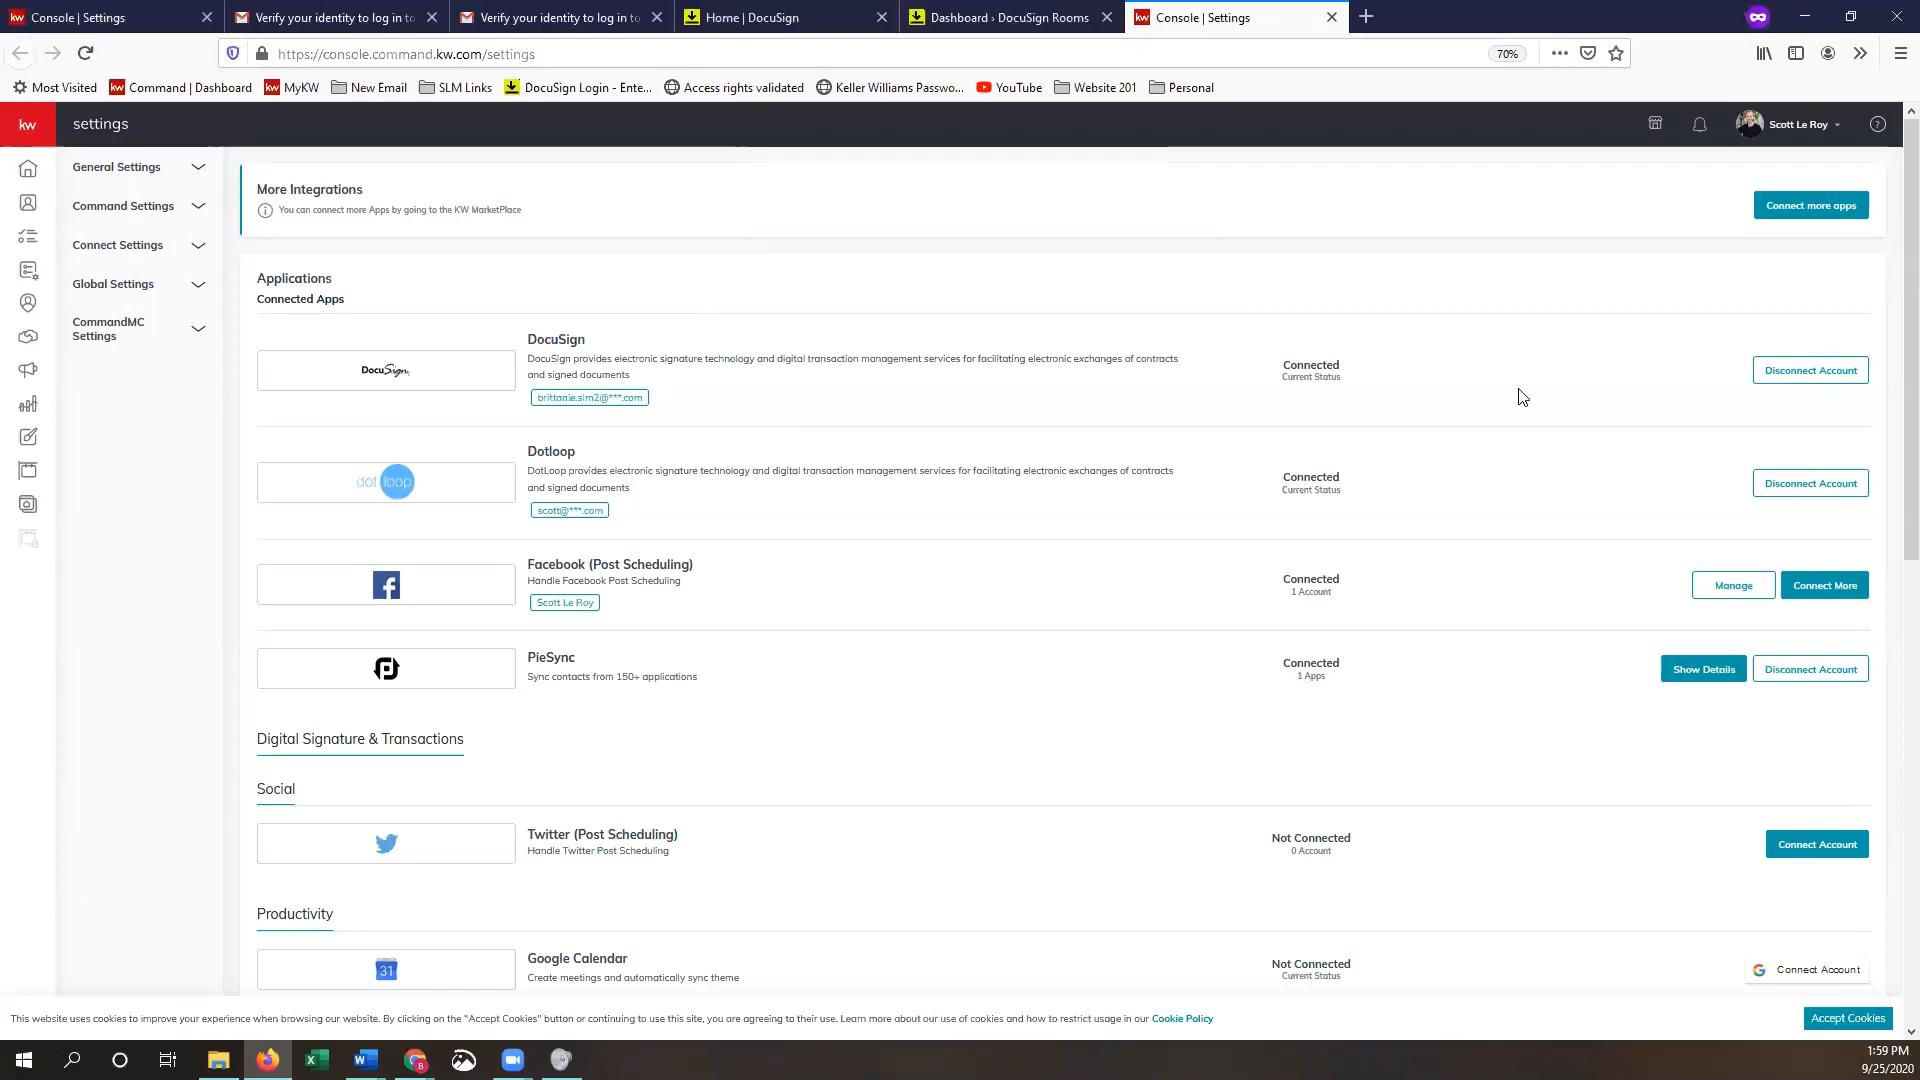 Console | Settings
Verify your identity to log in to
Verify your identity to log in to
Home | DocuSign
Dashboard › DocuSign Rooms
Console | Settings
https://console.command.kw.com/settings
70%
Most Visited
Command | Dashboard
MyKW
New Email
SLM Links
DocuSign Login - Ente...
Access rights validated
Keller Williams Passwo...
YouTube
Website 201
Personal
kw
settings
Scott Le Roy
General Settings
Command Settings
Connect Settings
Global Settings
CommandMC
Settings
More Integrations
You can connect more Apps by going to the KW MarketPlace
Connect more apps
Applications
Connected Apps
DocuSign
DocuSign
DocuSign provides electronic signature technology and digital transaction management services for facilitating electronic exchanges of contracts
and signed documents
brittanie.slm2@***.com
Connected
Current Status
Disconnect Account
dotloop
Dotloop
DotLoop provides electronic signature technology and digital transaction management services for facilitating electronic exchanges of contracts
and signed documents
scott@***.com
Connected
Current Status
Disconnect Account
Facebook (Post Scheduling)
Handle Facebook Post Scheduling
Scott Le Roy
Connected
1 Account
Manage
Connect More
PieSync
Sync contacts from 150+ applications
Connected
1 Apps
Show Details
Disconnect Account
Digital Signature & Transactions
Social
Twitter (Post Scheduling)
Handle Twitter Post Scheduling
Not Connected
0 Account
Connect Account
Productivity
31
Google Calendar
Create meetings and automatically sync theme
Not Connected
Current Status
Connect Account
This website uses cookies to improve your experience when browsing our website. By clicking on the "Accept Cookies" button or continuing to use this site, you are agreeing to their use. Learn more about our use of cookies and how to restrict usage in our Cookie Policy
Accept Cookies
1:59 PM
9/25/2020